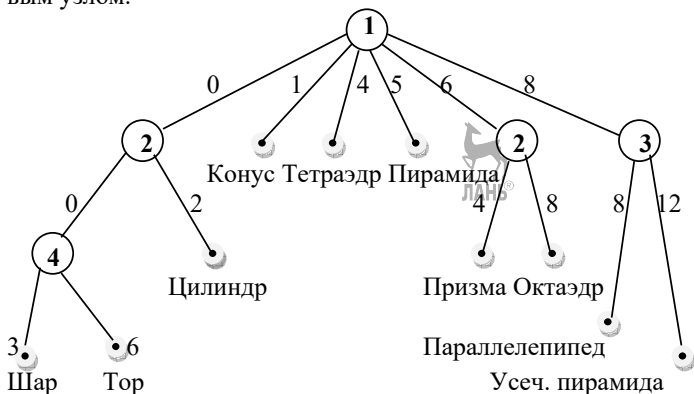 вым узлом.
1
0 1 4 5 6 8
2 2 3
Конус Тетраэдр Пирамида
ЛАНЬ®
0 2 4 8 8 12
4
Цилиндр Призма Октаэдр
3 6 Параллелепипед
Шар Тор Усеч. пирамида